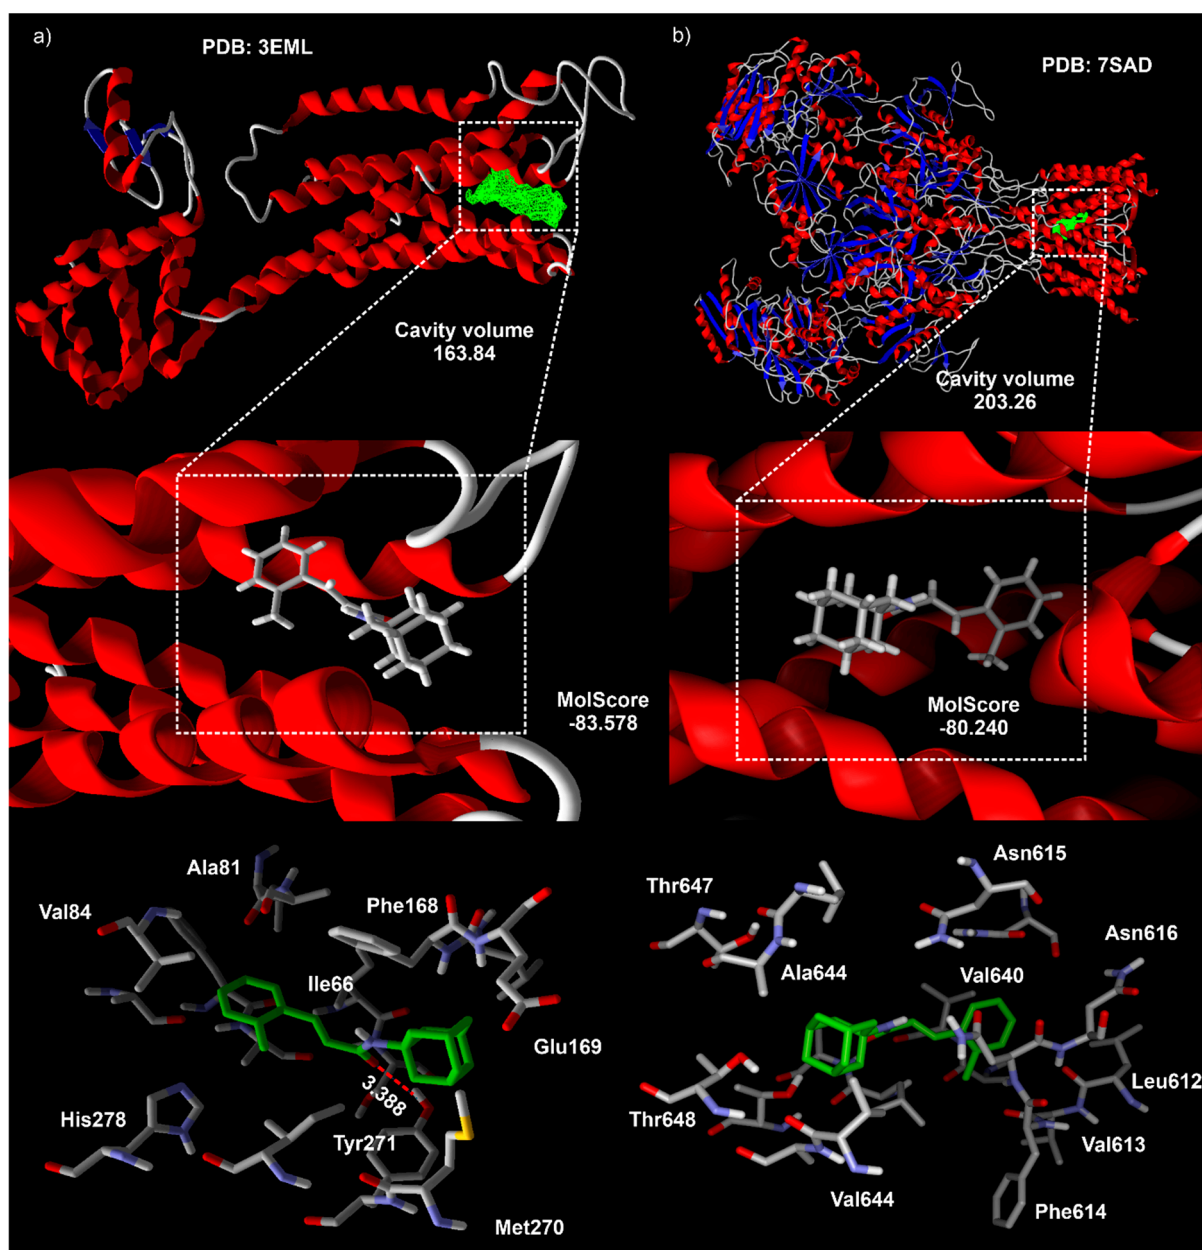 a)
PDB: 3EML
Cavity volume
163.84
MolScore
-83.578
Ala81
Val84
Phe168
Ile66
Glu169
3.388
His278
Tyr271
Met270
b)
PDB: 7SAD
Cavity volume
203.26
MolScore
-80.240
Asn615
Thr647
Asn616
Ala644
Val640
Leu612
Thr648
Val613
Val644
Phe614